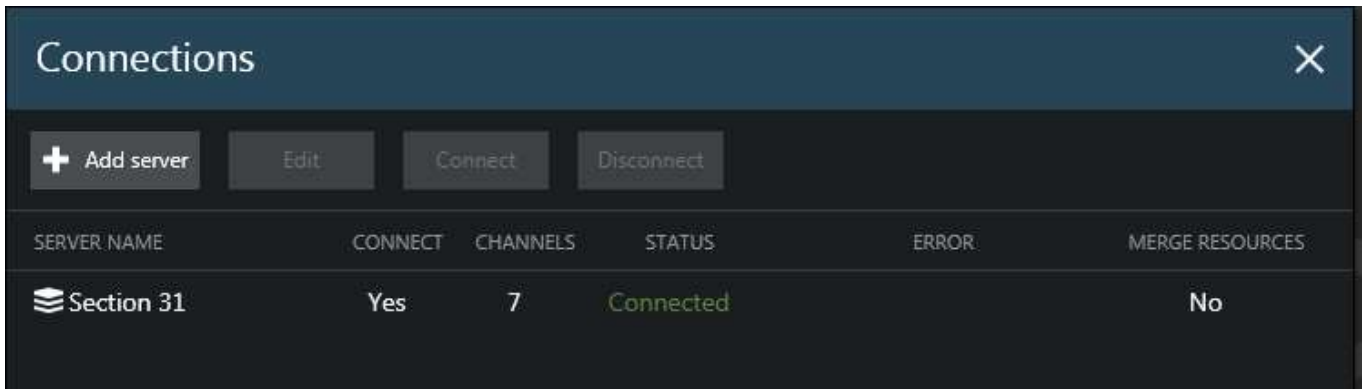 Connections
Add server Edit Connect Disconnect
SERVER NAME CONNECT CHANNELS STATUS ERROR MERGE RESOURCES
Section 31 Yes 7 Connected No